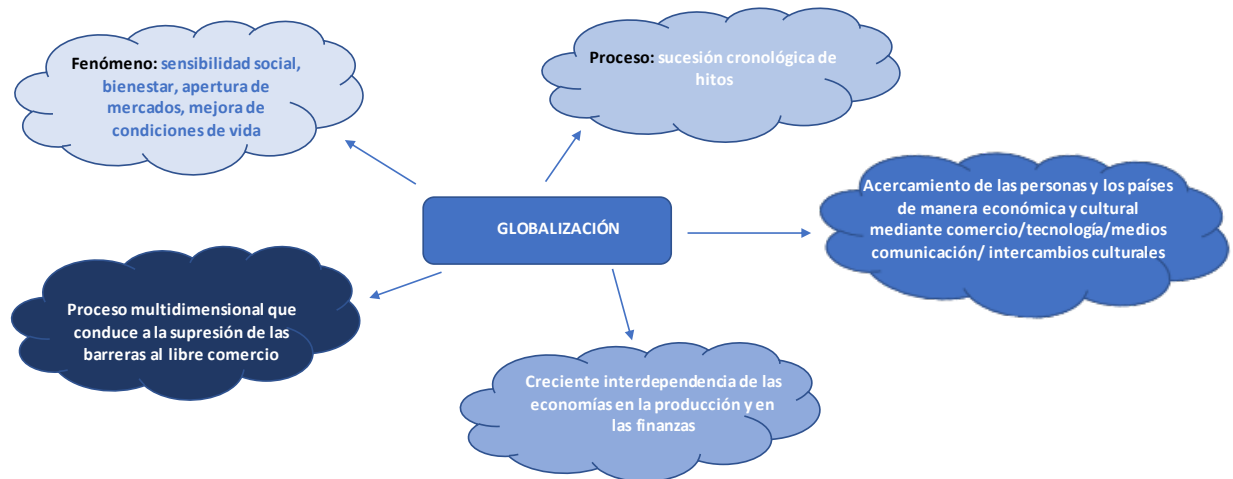 Fenómeno: sensibilidad social,
bienestar, apertura de
mercados, mejora de
condiciones de vida
Proceso: sucesión cronológica de
hitos
Acercamiento de las personas y los países
de manera económica y cultural
mediante comercio/tecnología/medios
comunicación/ intercambios culturales
GLOBALIZACIÓN
Proceso multidimensional que
conduce a la supresión de las
barreras al libre comercio
Creciente interdependencia de las
economías en la producción y en
las finanzas